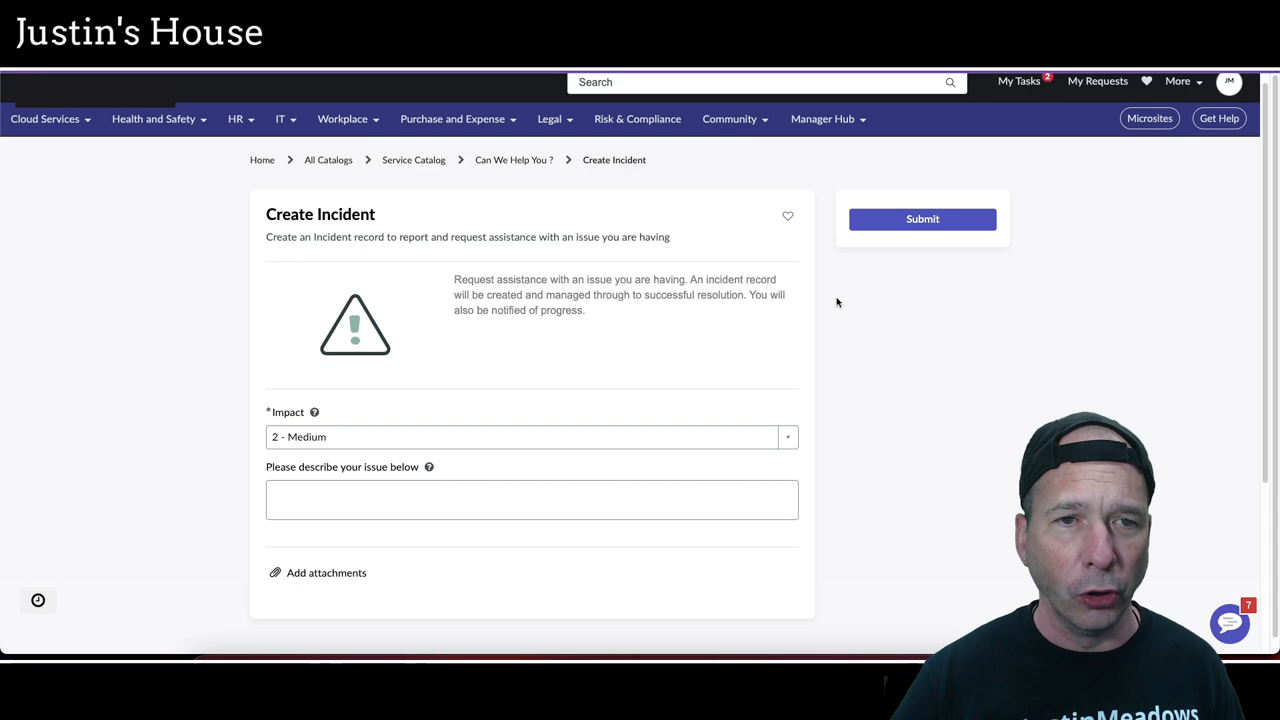 Justin's House
Search
My Tasks 2 My Requests More JM
Cloud Services Health and Safety HR IT Workplace Purchase and Expense Legal Risk & Compliance Community Manager Hub Microsites Get Help
Home All Catalogs Service Catalog Can We Help You ? Create Incident
Create Incident
Submit
Create an Incident record to report and request assistance with an issue you are having
Request assistance with an issue you are having. An incident record
will be created and managed through to successful resolution. You will
also be notified of progress.
* Impact ?
2 - Medium
Please describe your issue below ?
Add attachments
7
JustinMeadows